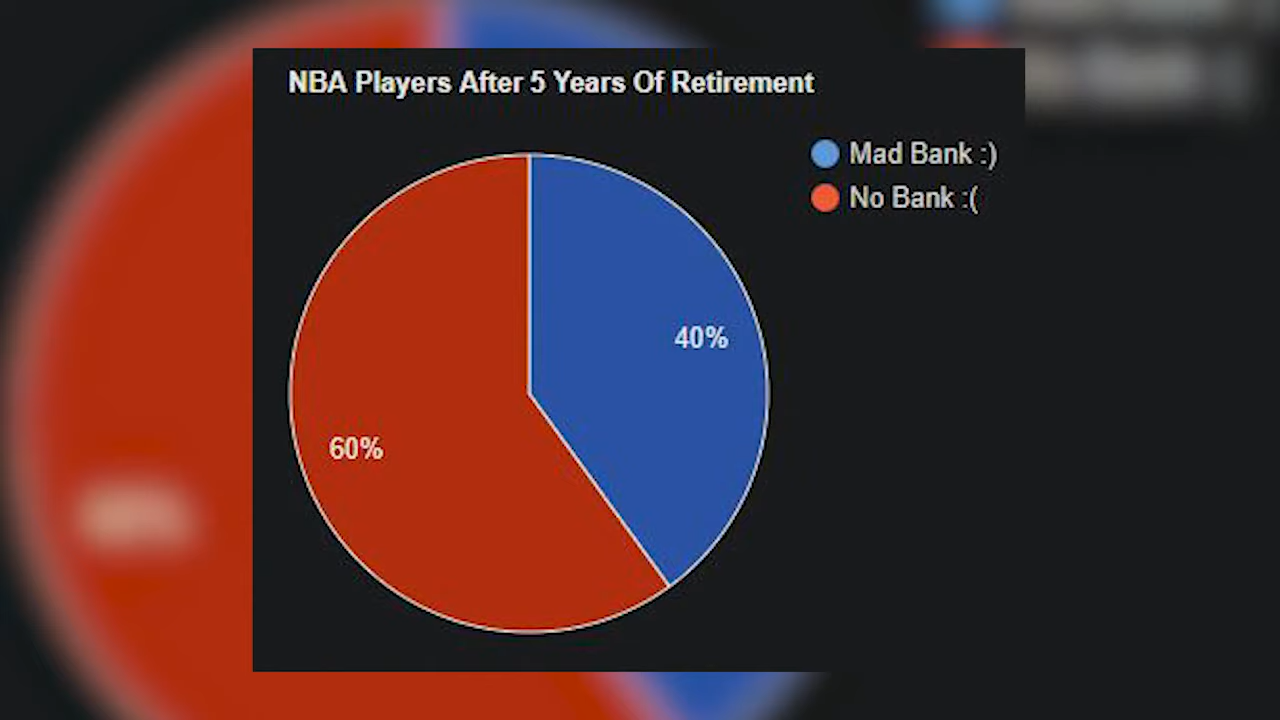 NBA Players After 5 Years Of Retirement
Mad Bank :)
No Bank :(
40%
60%